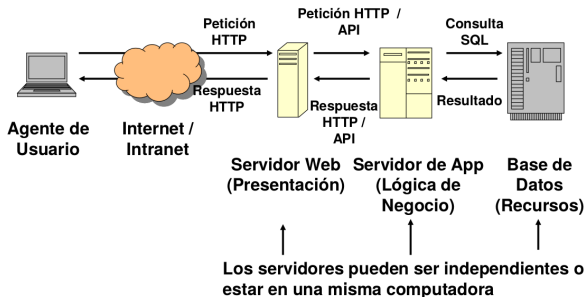 Petición
HTTP
Petición HTTP /
API
Consulta
SQL
Respuesta
HTTP
Respuesta
HTTP /
API
Resultado
Agente de
Usuario
Internet /
Intranet
Servidor Web
(Presentación)
Servidor de App
(Lógica de
Negocio)
Base de
Datos
(Recursos)
Los servidores pueden ser independientes o
estar en una misma computadora